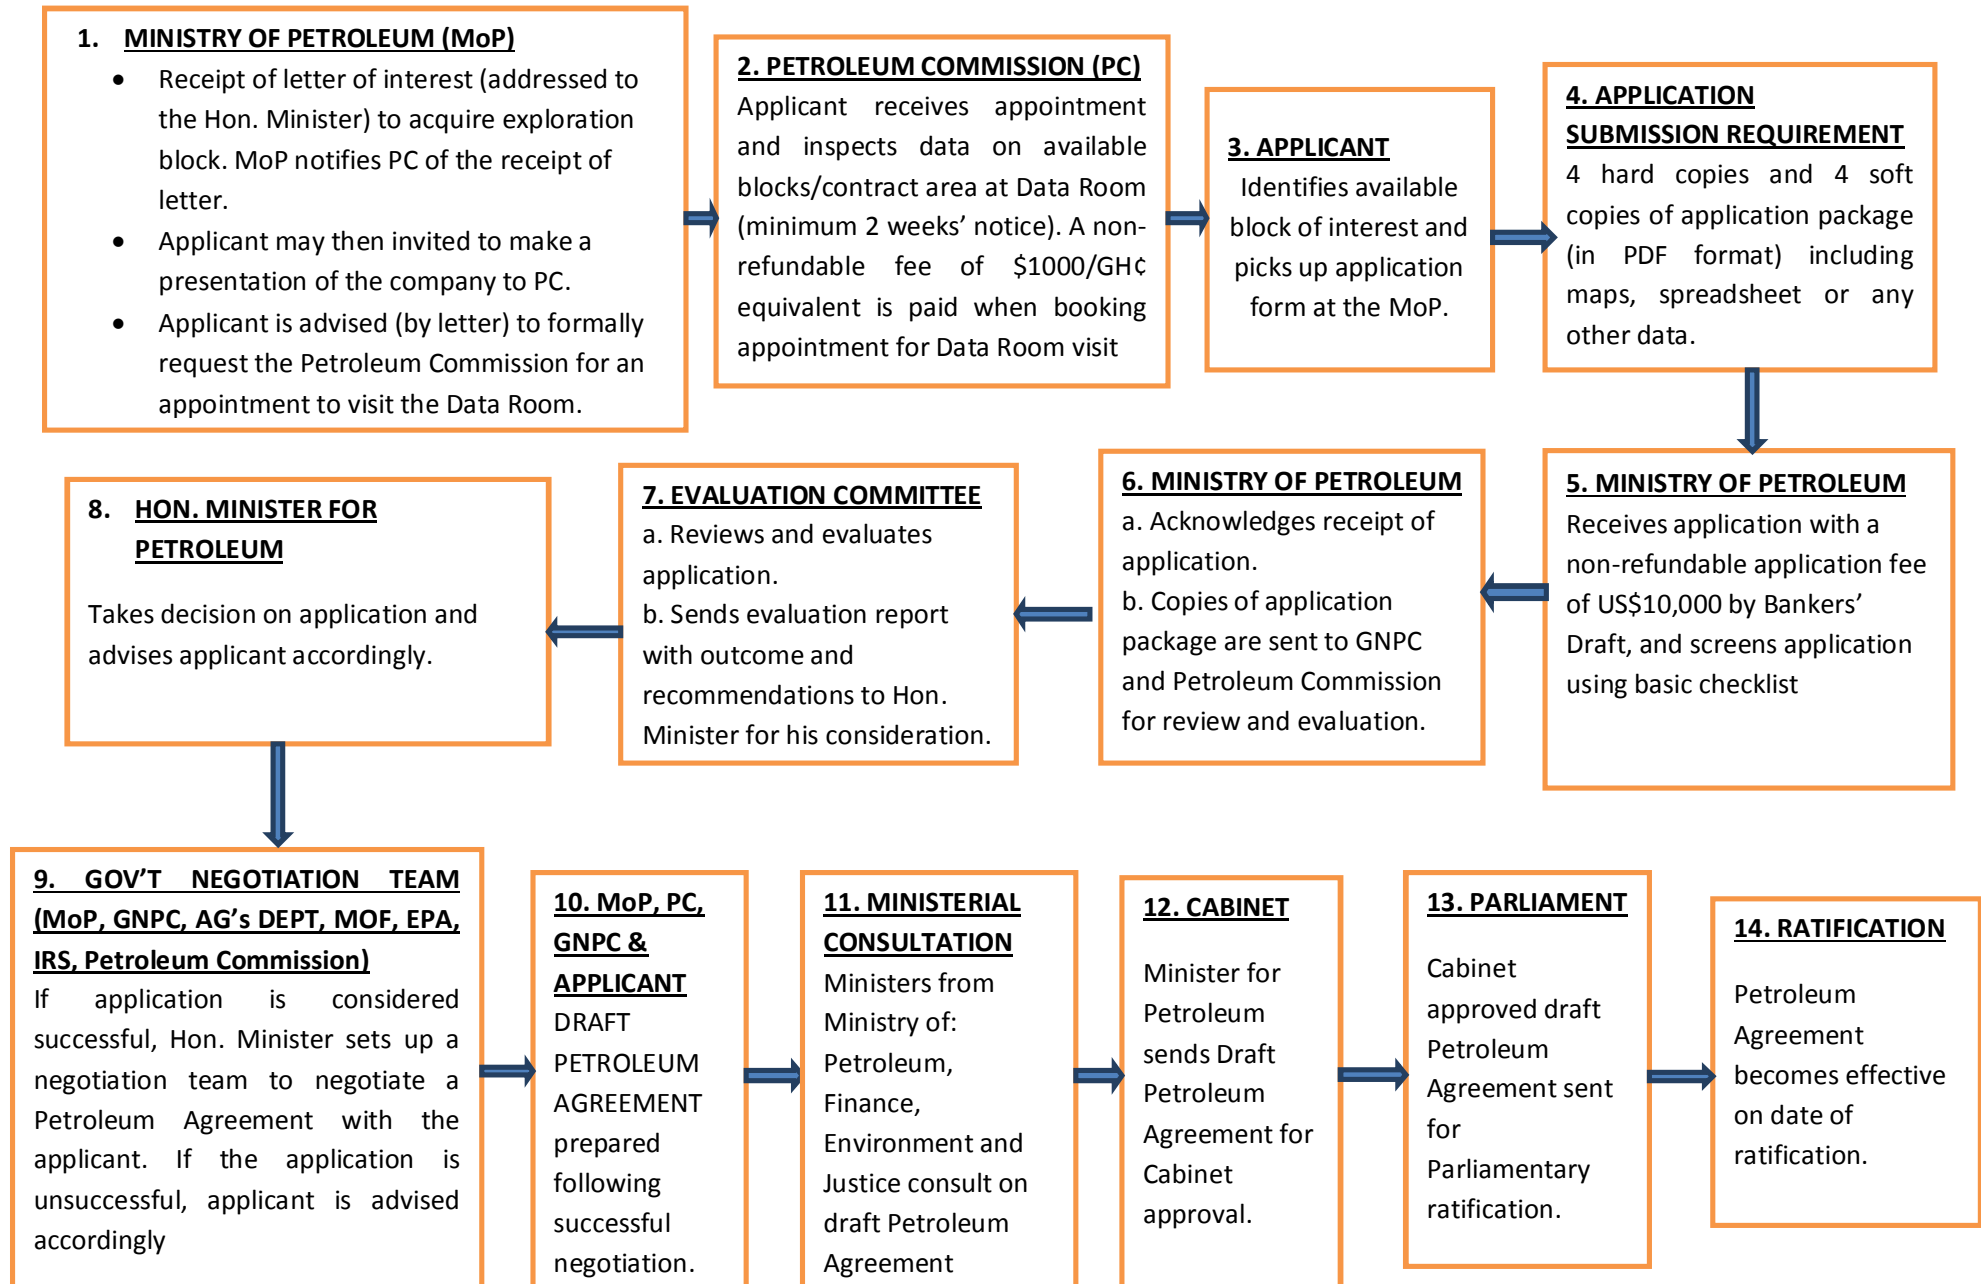 1. MINISTRY OF PETROLEUM (MoP)
• Receipt of letter of interest (addressed to
the Hon. Minister) to acquire exploration
block. MoP notifies PC of the receipt of
letter.
• Applicant may then invited to make a
presentation of the company to PC.
• Applicant is advised (by letter) to formally
request the Petroleum Commission for an
appointment to visit the Data Room.
2. PETROLEUM COMMISSION (PC)
Applicant receives appointment
and inspects data on available
blocks/contract area at Data Room
(minimum 2 weeks’ notice). A non-
refundable fee of $1000/GH₵
equivalent is paid when booking
appointment for Data Room visit
3. APPLICANT
Identifies available
block of interest and
picks up application
form at the MoP.
4. APPLICATION
SUBMISSION REQUIREMENT
4 hard copies and 4 soft
copies of application package
(in PDF format) including
maps, spreadsheet or any
other data.
5. MINISTRY OF PETROLEUM
Receives application with a
non-refundable application fee
of US$10,000 by Bankers’
Draft, and screens application
using basic checklist
6. MINISTRY OF PETROLEUM
a. Acknowledges receipt of
application.
b. Copies of application
package are sent to GNPC
and Petroleum Commission
for review and evaluation.
7. EVALUATION COMMITTEE
a. Reviews and evaluates
application.
b. Sends evaluation report
with outcome and
recommendations to Hon.
Minister for his consideration.
8. HON. MINISTER FOR
PETROLEUM
Takes decision on application and
advises applicant accordingly.
9. GOV’T NEGOTIATION TEAM
(MoP, GNPC, AG’s DEPT, MOF, EPA,
IRS, Petroleum Commission)
If application is considered
successful, Hon. Minister sets up a
negotiation team to negotiate a
Petroleum Agreement with the
applicant. If the application is
unsuccessful, applicant is advised
accordingly
10. MoP, PC,
GNPC &
APPLICANT
DRAFT
PETROLEUM
AGREEMENT
prepared
following
successful
negotiation.
11. MINISTERIAL
CONSULTATION
Ministers from
Ministry of:
Petroleum,
Finance,
Environment and
Justice consult on
draft Petroleum
Agreement
12. CABINET
Minister for
Petroleum
sends Draft
Petroleum
Agreement for
Cabinet
approval.
13. PARLIAMENT
Cabinet
approved draft
Petroleum
Agreement sent
for
Parliamentary
ratification.
14. RATIFICATION
Petroleum
Agreement
becomes effective
on date of
ratification.